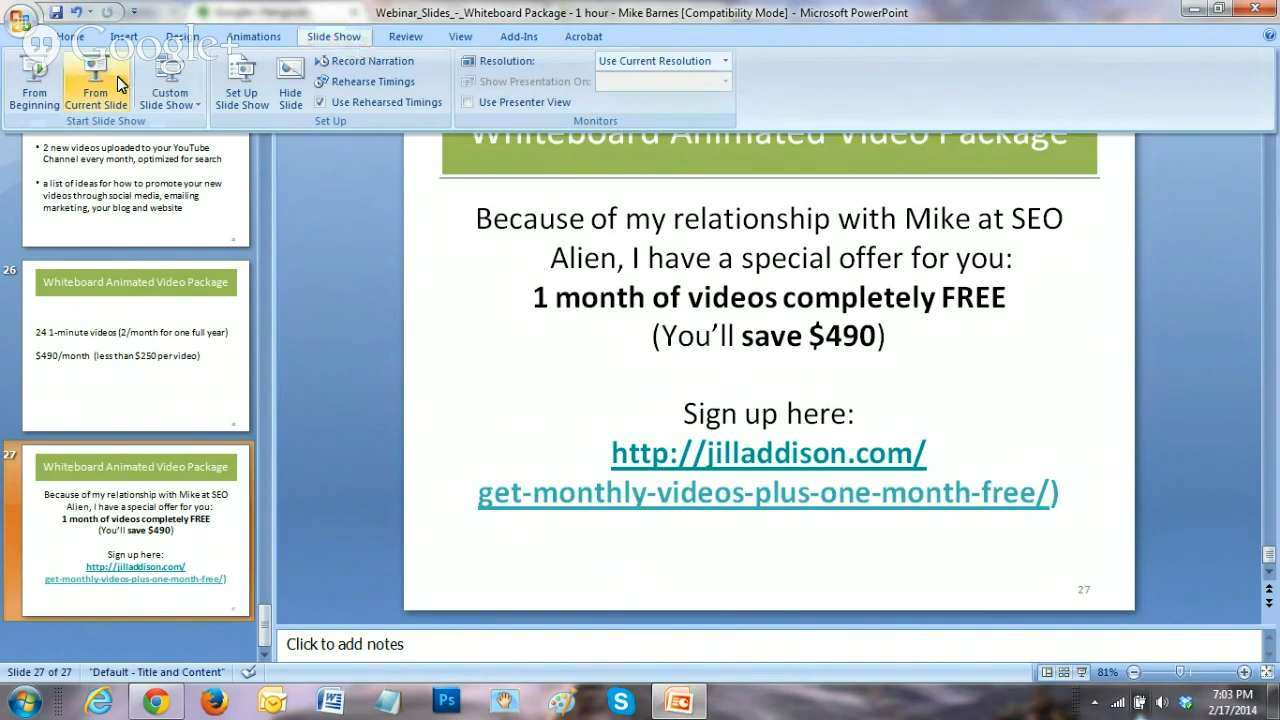 Webinar_Slides_-_Whiteboard Package - 1 hour - Mike Barnes [Compatibility Mode] - Microsoft PowerPoint
Home Insert Design Animations Slide Show Review View Add-Ins Acrobat
Google+
From Beginning
From Current Slide
Custom Slide Show
Start Slide Show
Set Up Slide Show
Hide Slide
Record Narration
Rehearse Timings
Use Rehearsed Timings
Set Up
Resolution: Use Current Resolution
Show Presentation On:
Use Presenter View
Monitors
• 2 new videos uploaded to your YouTube
Channel every month, optimized for search
• a list of ideas for how to promote your new
videos through social media, emailing
marketing, your blog and website
26
Whiteboard Animated Video Package
24 1-minute videos (2/month for one full year)
$490/month (less than $250 per video)
27
Whiteboard Animated Video Package
Because of my relationship with Mike at SEO
Alien, I have a special offer for you:
1 month of videos completely FREE
(You'll save $490)
Sign up here:
http://jilladdison.com/
get-monthly-videos-plus-one-month-free/)
Whiteboard Animated Video Package
Because of my relationship with Mike at SEO
Alien, I have a special offer for you:
1 month of videos completely FREE
(You'll save $490)
Sign up here:
http://jilladdison.com/
get-monthly-videos-plus-one-month-free/)
27
Click to add notes
Slide 27 of 27 "Default - Title and Content" 81%
Ps
7:03 PM
2/17/2014